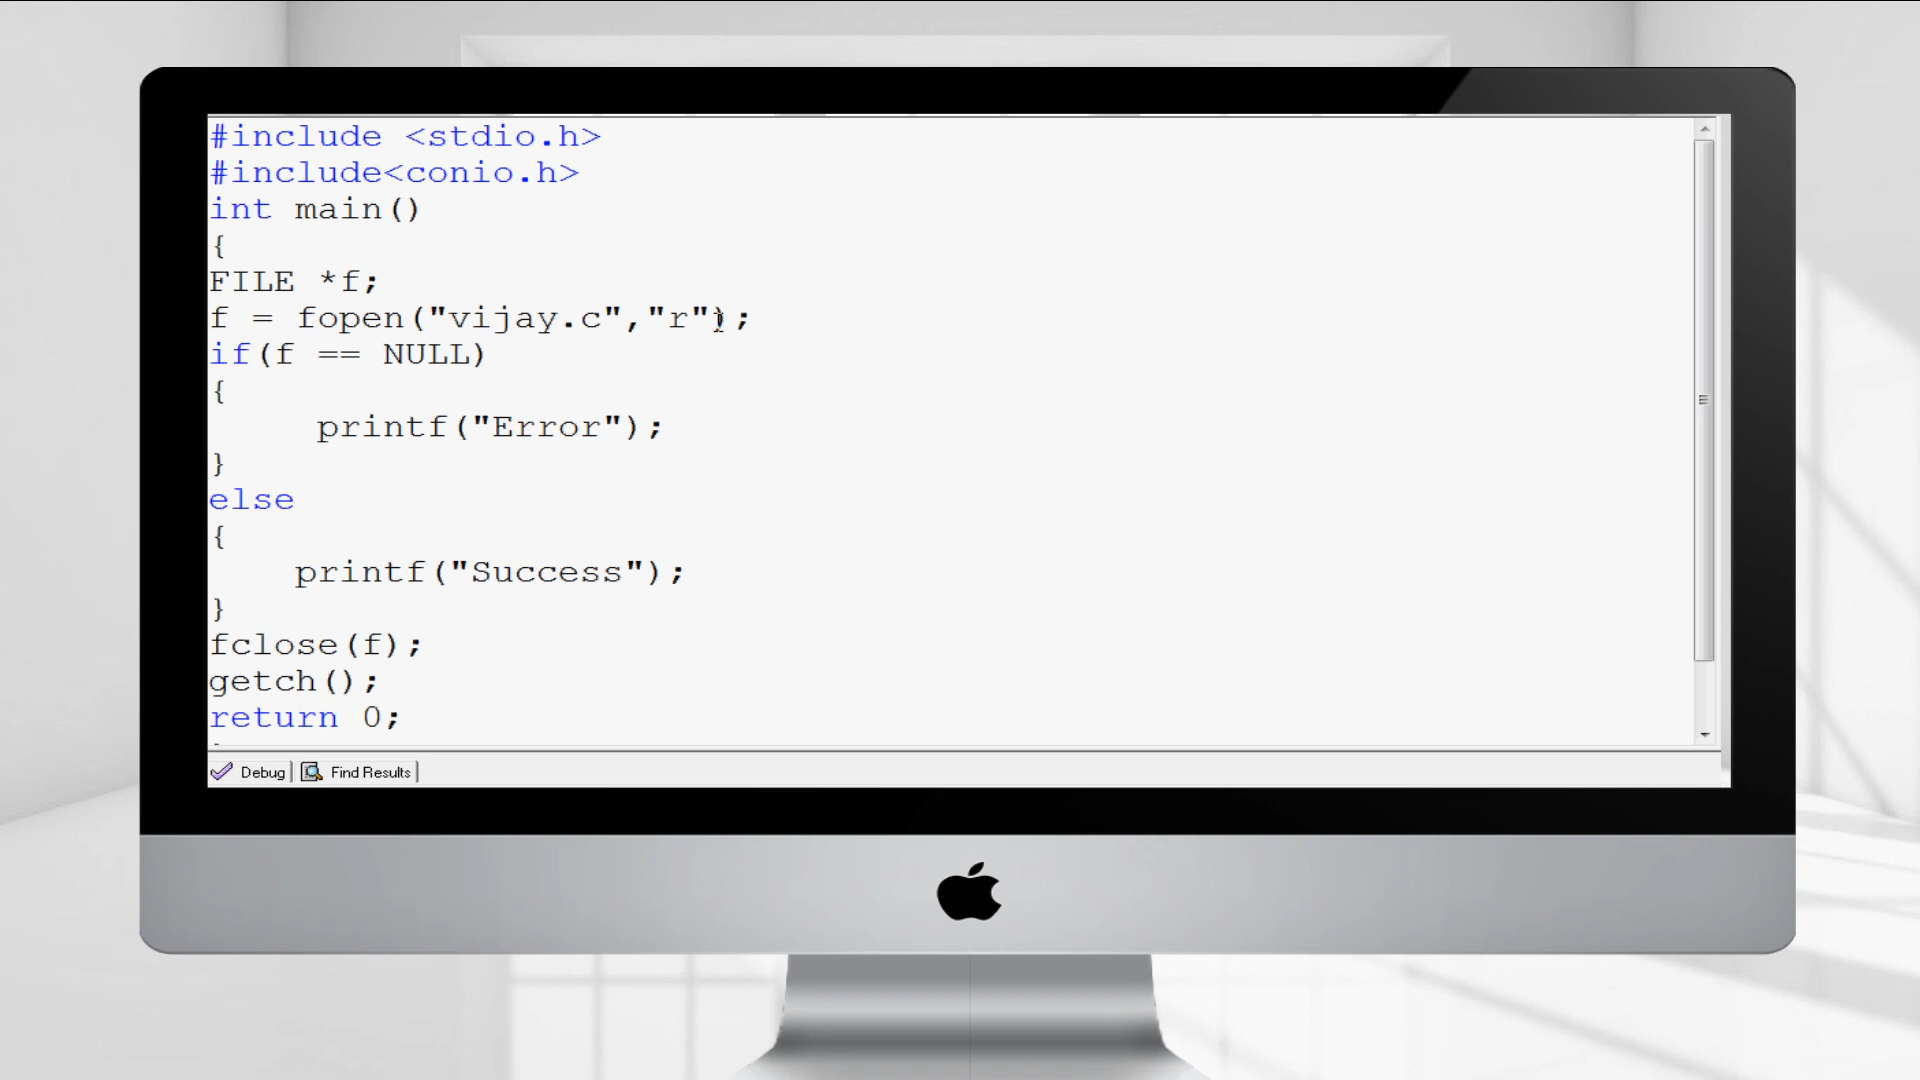 #include <stdio.h>
#include<conio.h>
int main()
{
FILE *f;
f = fopen("vijay.c","r");
if(f == NULL)
{
     printf("Error");
}
else
{
    printf("Success");
}
fclose(f);
getch();
return 0;
Debug
Find Results